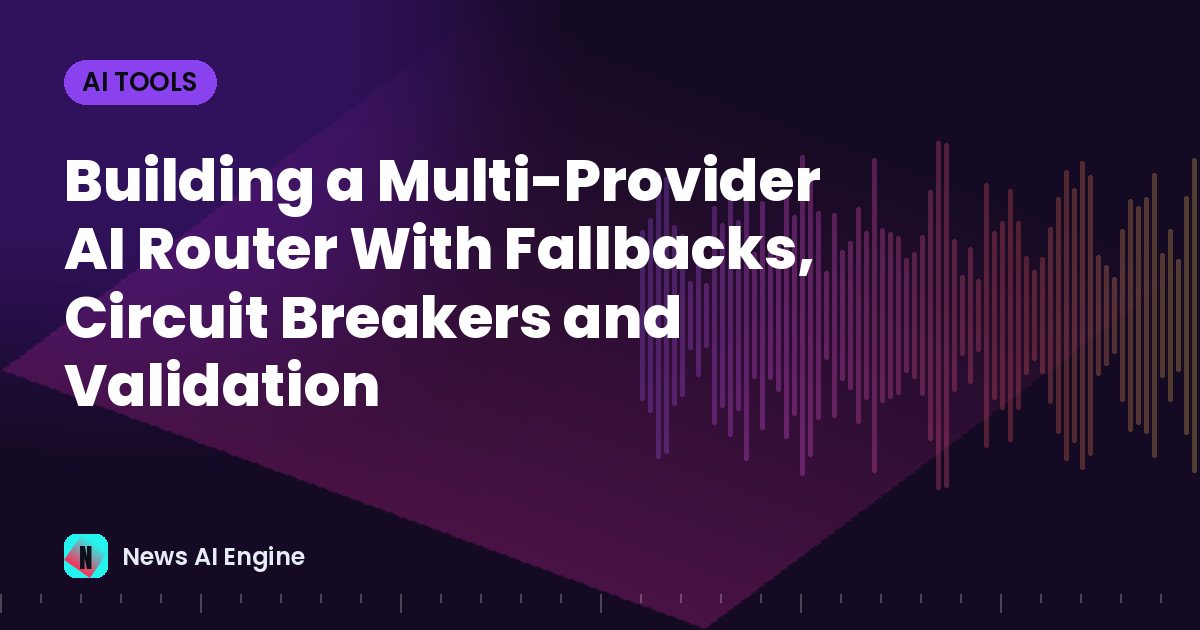 AI TOOLS
Building a Multi-Provider
AI Router With Fallbacks,
Circuit Breakers and
Validation
N
News AI Engine